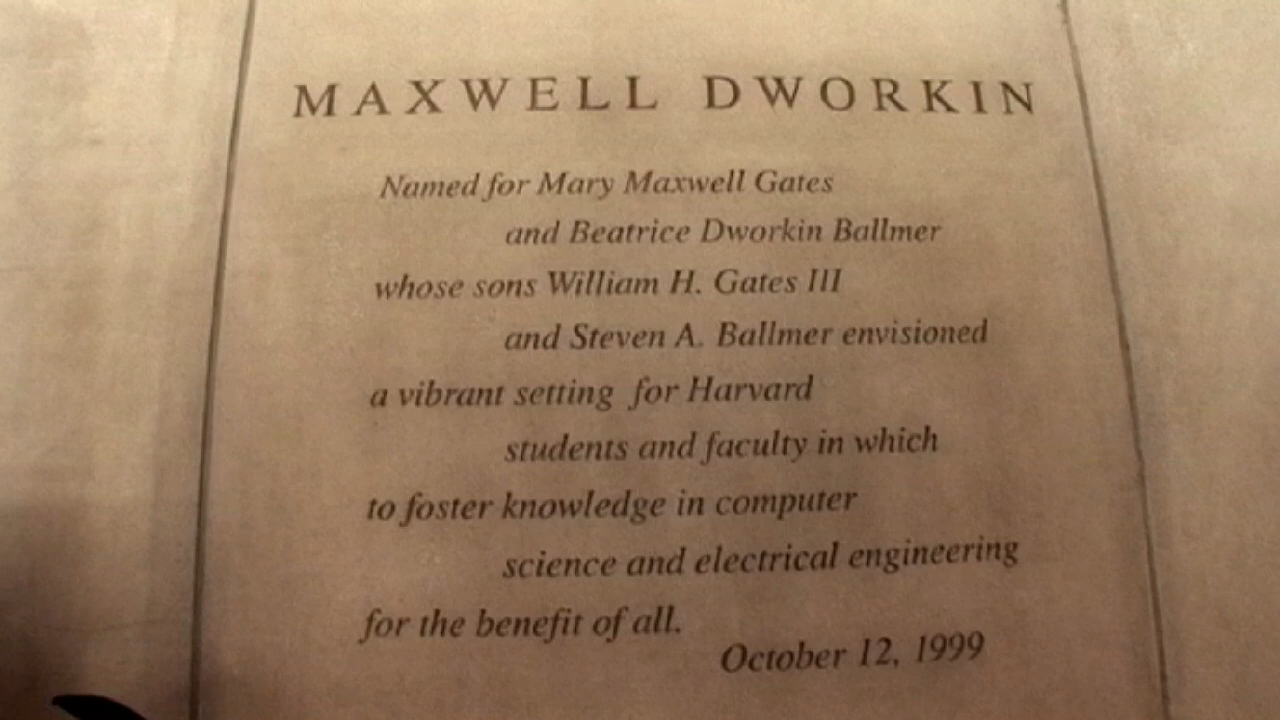 MAXWELL DWORKIN
Named for Mary Maxwell Gates
and Beatrice Dworkin Ballmer
whose sons William H. Gates III
and Steven A. Ballmer envisioned
a vibrant setting for Harvard
students and faculty in which
to foster knowledge in computer
science and electrical engineering
for the benefit of all.
October 12, 1999